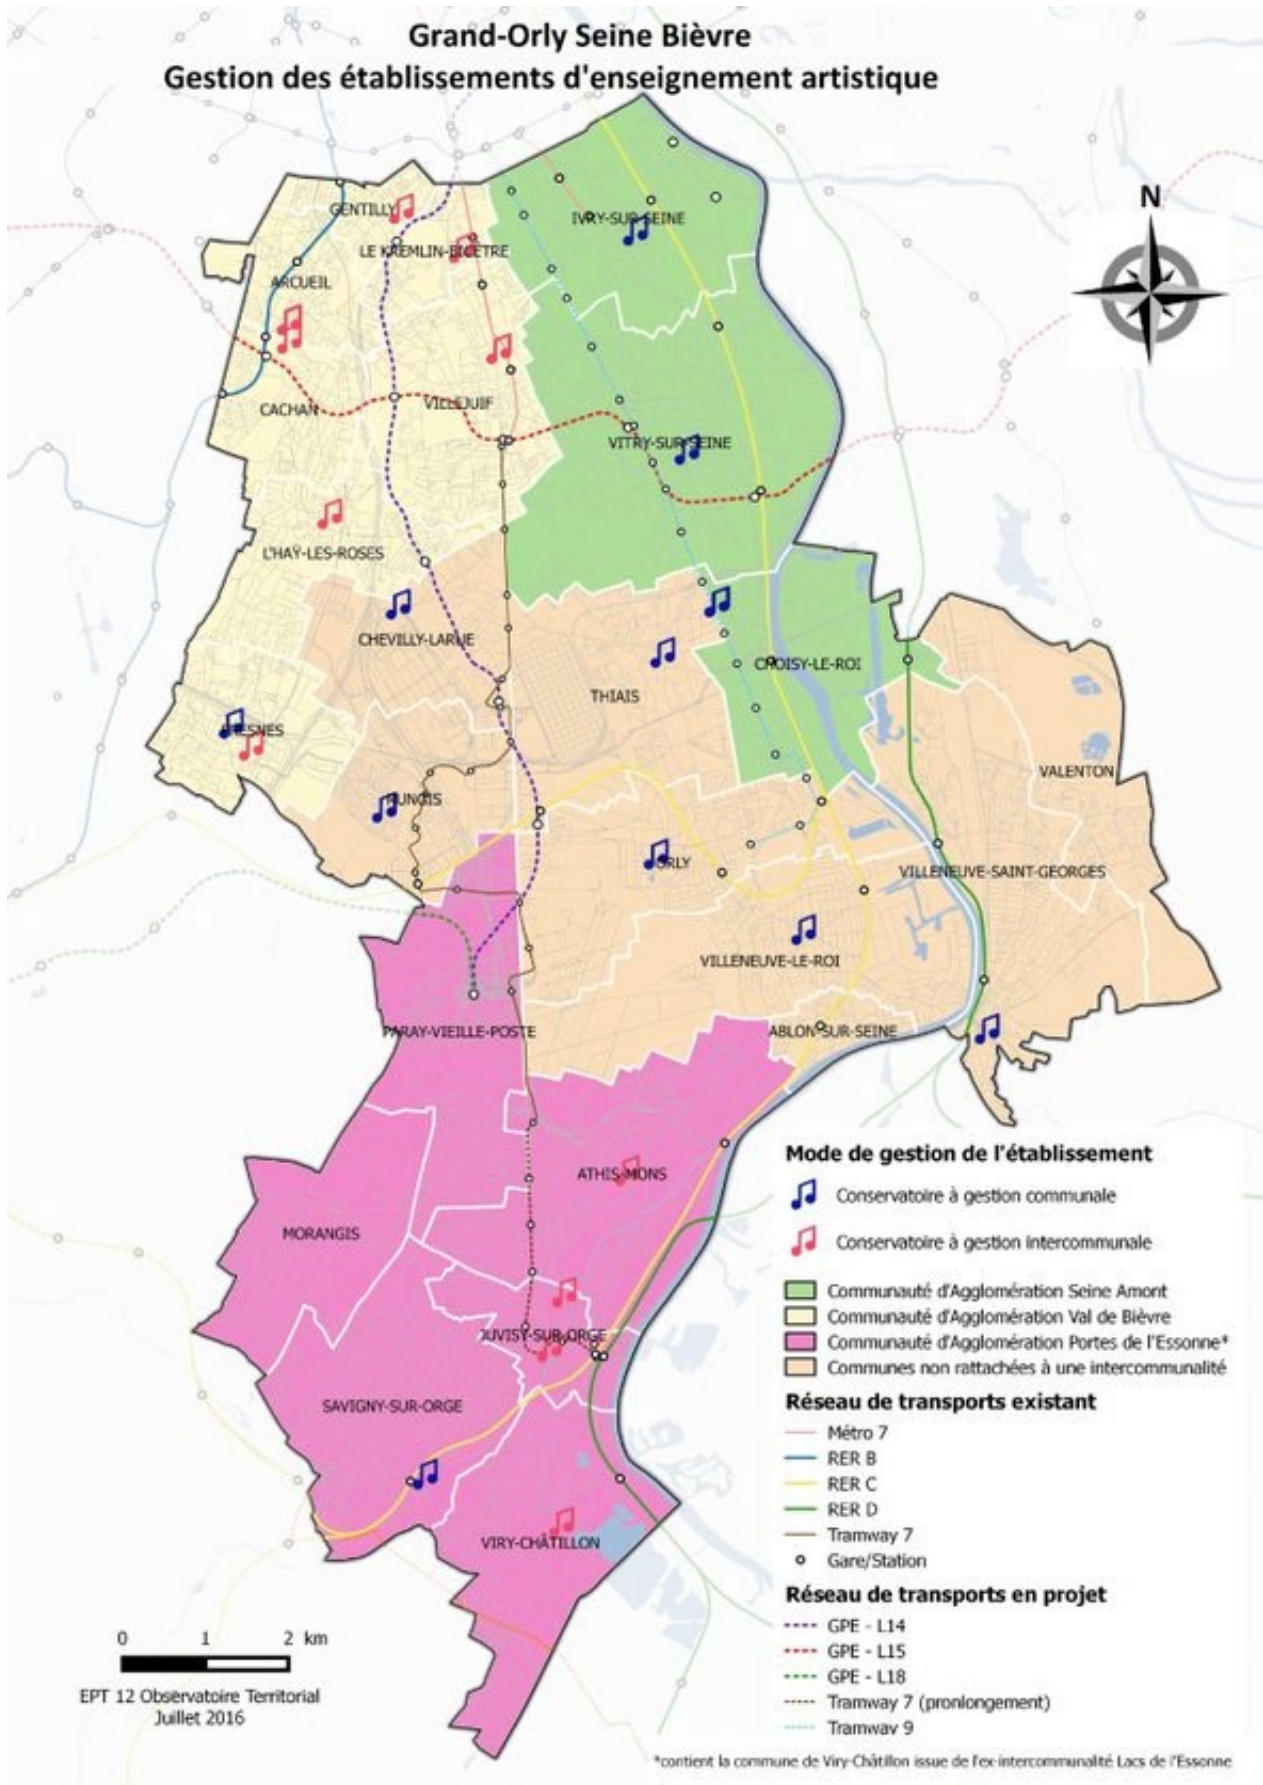 Grand-Orly Seine Bièvre
Gestion des établissements d'enseignement artistique
N
GENTILLY
IVRY-SUR-SEINE
LE KREMLIN-BICETRE
ARCUEIL
CACHAN
VILLEJUIF
VITRY-SUR-SEINE
L'HAŸ-LES-ROSES
CHEVILLY-LARUE
CHOISY-LE-ROI
THIAIS
FRESNES
VALENTON
RUNGIS
ORLY
VILLENEUVE-SAINT-GEORGES
VILLENEUVE-LE-ROI
PARAY-VIEILLE-POSTE
ABLON-SUR-SEINE
ATHIS-MONS
MORANGIS
JUVISY-SUR-ORGE
SAVIGNY-SUR-ORGE
VIRY-CHÂTILLON
Mode de gestion de l'établissement
Conservatoire à gestion communale
Conservatoire à gestion intercommunale
Communauté d'Agglomération Seine Amont
Communauté d'Agglomération Val de Bièvre
Communauté d'Agglomération Portes de l'Essonne*
Communes non rattachées à une intercommunalité
Réseau de transports existant
Métro 7
RER B
RER C
RER D
Tramway 7
Gare/Station
Réseau de transports en projet
GPE - L14
GPE - L15
GPE - L18
Tramway 7 (pronlongement)
Tramway 9
0 1 2 km
EPT 12 Observatoire Territorial
Juillet 2016
*contient la commune de Viry-Châtillon issue de l'ex-intercommunalité Lacs de l'Essonne